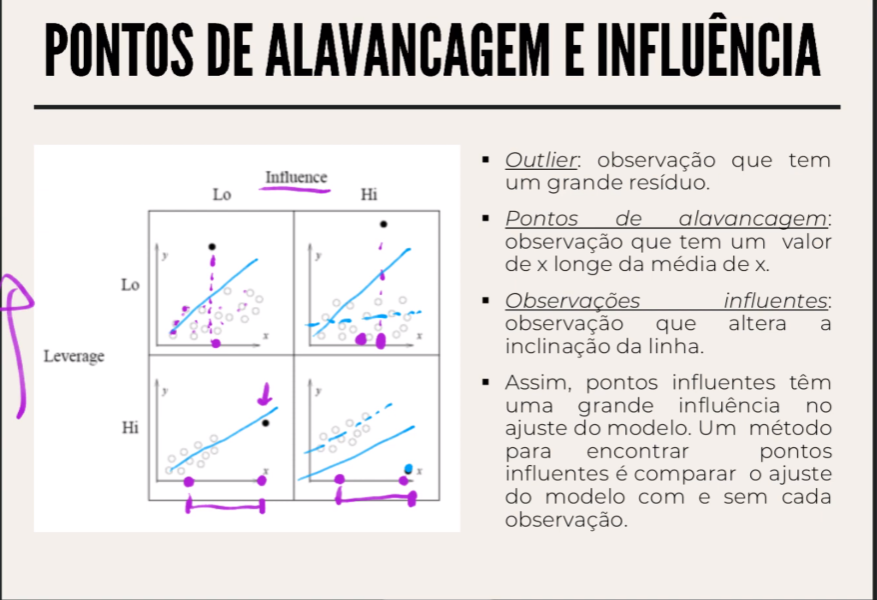 PONTOS DE ALAVANCAGEM E INFLUÊNCIA
Influence
Lo Hi
Lo
y
x
y
x
Leverage
Hi
y
x
y
x
▪ Outlier: observação que tem
um grande resíduo.
▪ Pontos de alavancagem:
observação que tem um valor
de x longe da média de x.
▪ Observações influentes:
observação que altera a
inclinação da linha.
▪ Assim, pontos influentes têm
uma grande influência no
ajuste do modelo. Um método
para encontrar pontos
influentes é comparar o ajuste
do modelo com e sem cada
observação.